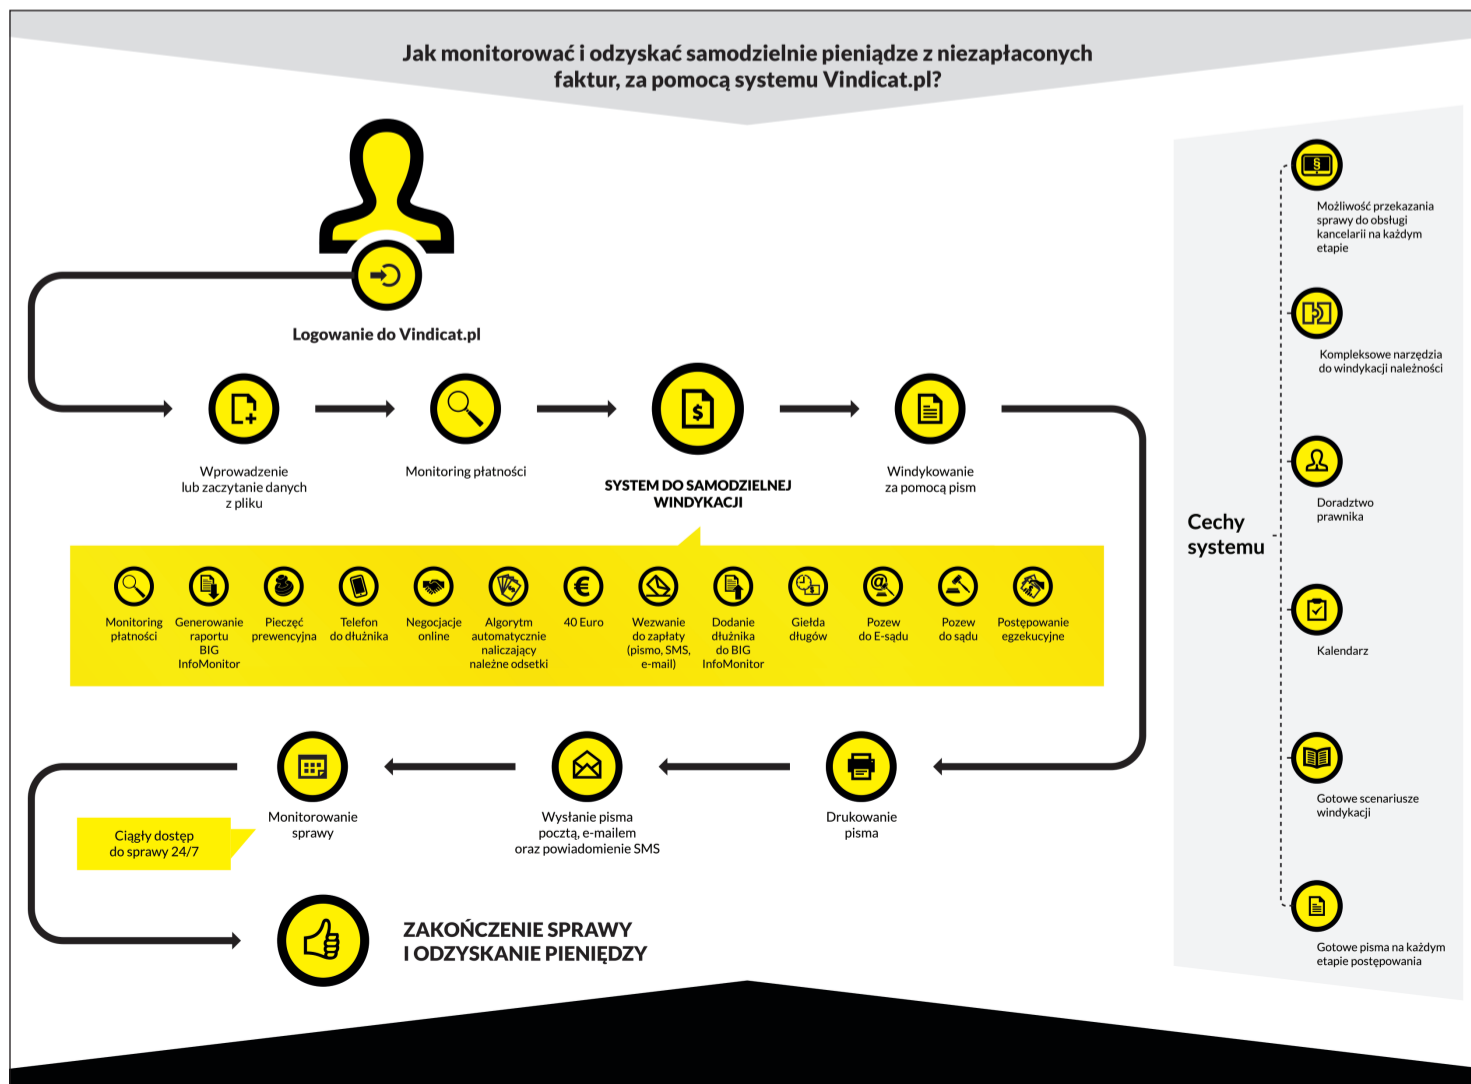 Jak monitorować i odzyskać samodzielnie pieniądze z niezapłaconych
faktur, za pomocą systemu Vindicat.pl?
Logowanie do Vindicat.pl
Wprowadzenie
lub zaczytanie danych
z pliku
Monitoring płatności
SYSTEM DO SAMODZIELNEJ
WINDYKACJI
Windykowanie
za pomocą pism
Monitoring
płatności
Generowanie
raportu
BIG
InfoMonitor
Pieczęć
prewencyjna
Telefon
do dłużnika
Negocjacje
online
Algorytm
automatycznie
naliczający
należne odsetki
40 Euro
Wezwanie
do zapłaty
(pismo, SMS,
e-mail)
Dodanie
dłużnika
do BIG
InfoMonitor
Giełda
długów
Pozew
do E-sądu
Pozew
do sądu
Postępowanie
egzekucyjne
Drukowanie
pisma
Wysłanie pisma
pocztą, e-mailem
oraz powiadomienie SMS
Monitorowanie
sprawy
Ciągły dostęp
do sprawy 24/7
ZAKOŃCZENIE SPRAWY
I ODZYSKANIE PIENIĘDZY
Cechy
systemu
Możliwość przekazania
sprawy do obsługi
kancelarii na każdym
etapie
Kompleksowe narzędzia
do windykacji należności
Doradztwo
prawnika
Kalendarz
Gotowe scenariusze
windykacji
Gotowe pisma na każdym
etapie postępowania